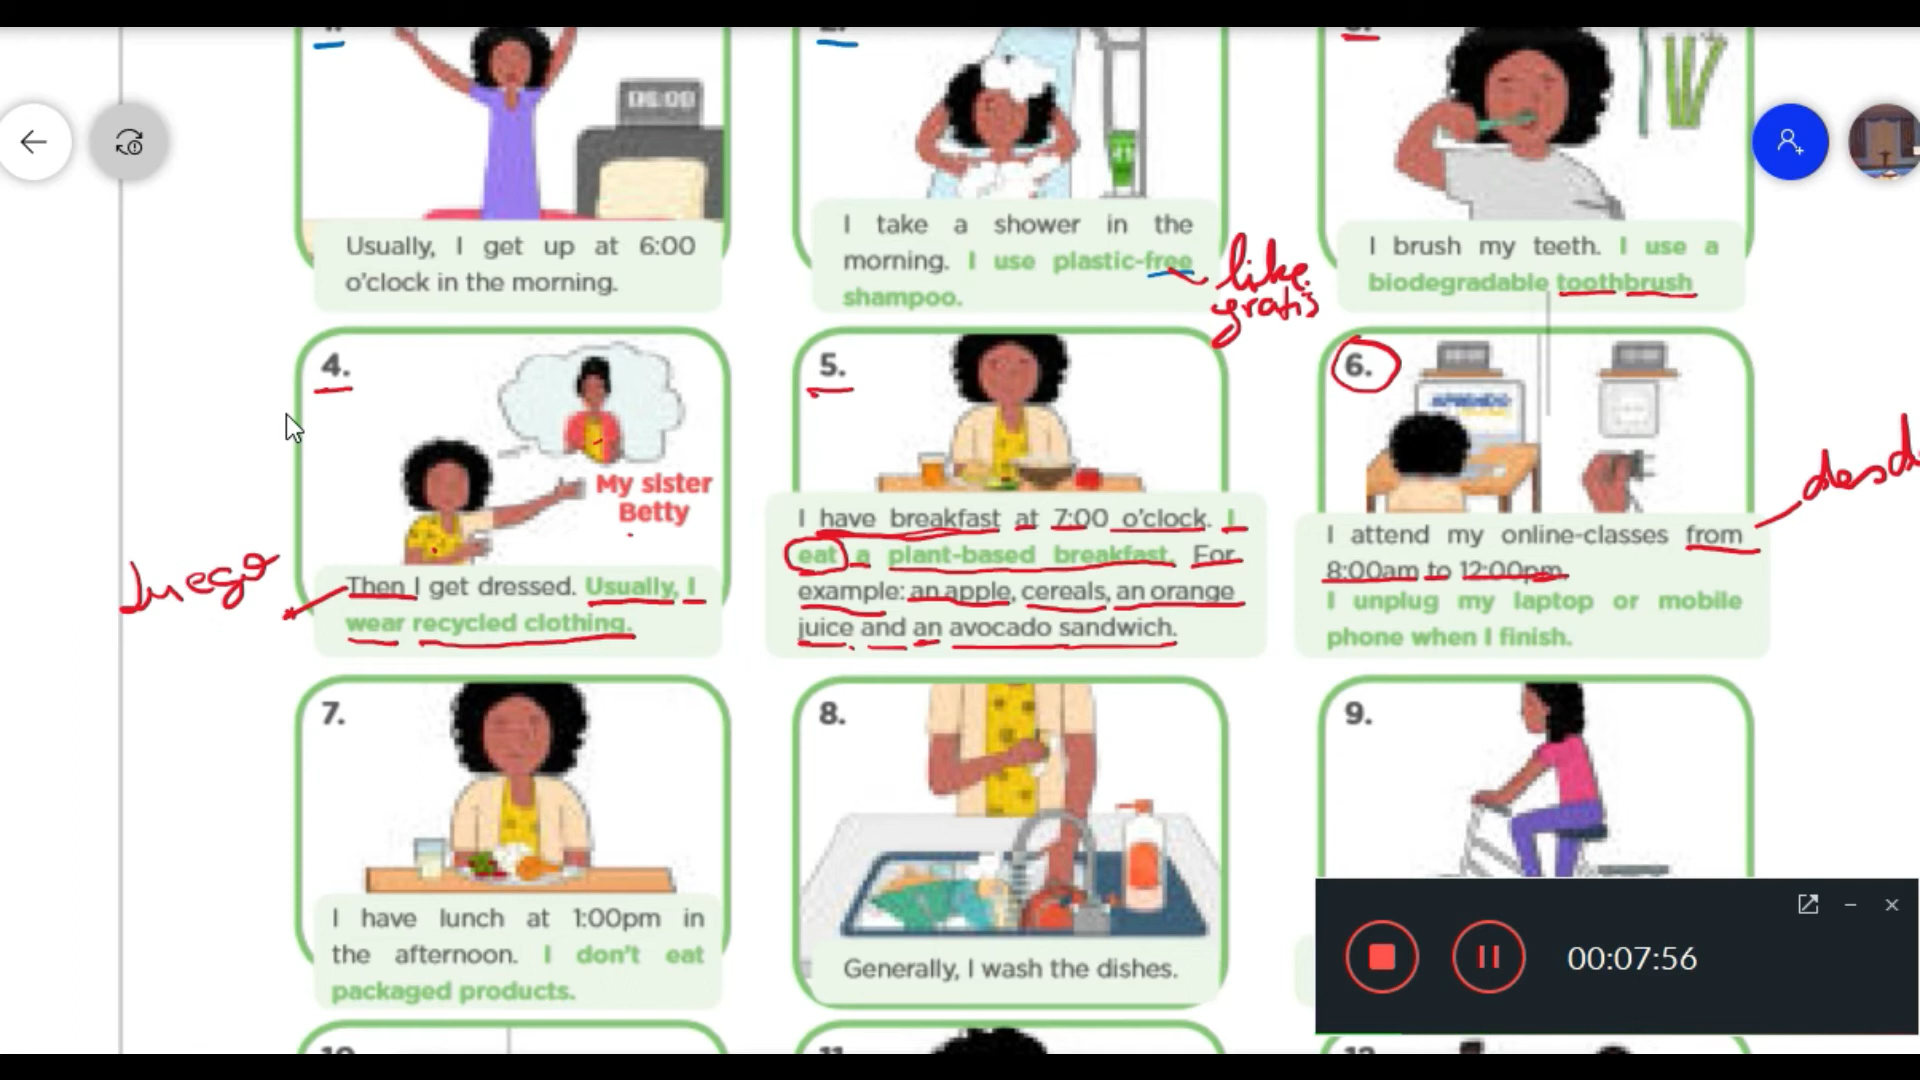 06:00
Usually, I get up at 6:00
o'clock in the morning.
I take a shower in the
morning. I use plastic-free
shampoo.
like
gratis
I brush my teeth. I use a
biodegradable toothbrush
4.
My sister
Betty
luego
Then I get dressed. Usually, I
wear recycled clothing.
5.
I have breakfast at 7:00 o'clock. I
eat a plant-based breakfast. For
example: an apple, cereals, an orange
juice and an avocado sandwich.
6.
APRENDO
desd
I attend my online-classes from
8:00am to 12:00pm.
I unplug my laptop or mobile
phone when I finish.
7.
I have lunch at 1:00pm in
the afternoon. I don't eat
packaged products.
8.
Generally, I wash the dishes.
9.
00:07:56